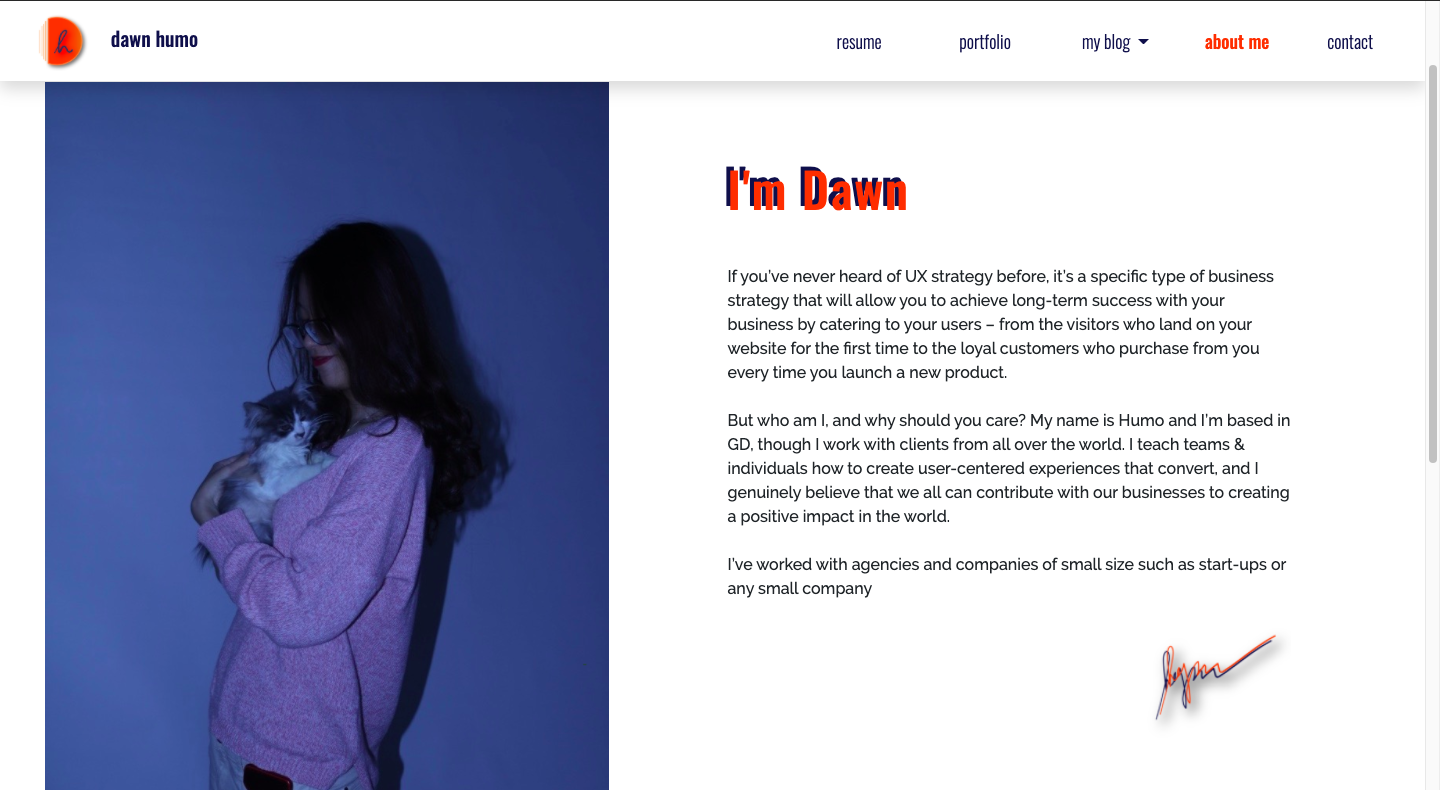 dawn humo
resume
portfolio
my blog
about me
contact
I'm Dawn
If you've never heard of UX strategy before, it's a specific type of business
strategy that will allow you to achieve long-term success with your
business by catering to your users – from the visitors who land on your
website for the first time to the loyal customers who purchase from you
every time you launch a new product.
But who am I, and why should you care? My name is Humo and I'm based in
GD, though I work with clients from all over the world. I teach teams &
individuals how to create user-centered experiences that convert, and I
genuinely believe that we all can contribute with our businesses to creating
a positive impact in the world.
I've worked with agencies and companies of small size such as start-ups or
any small company